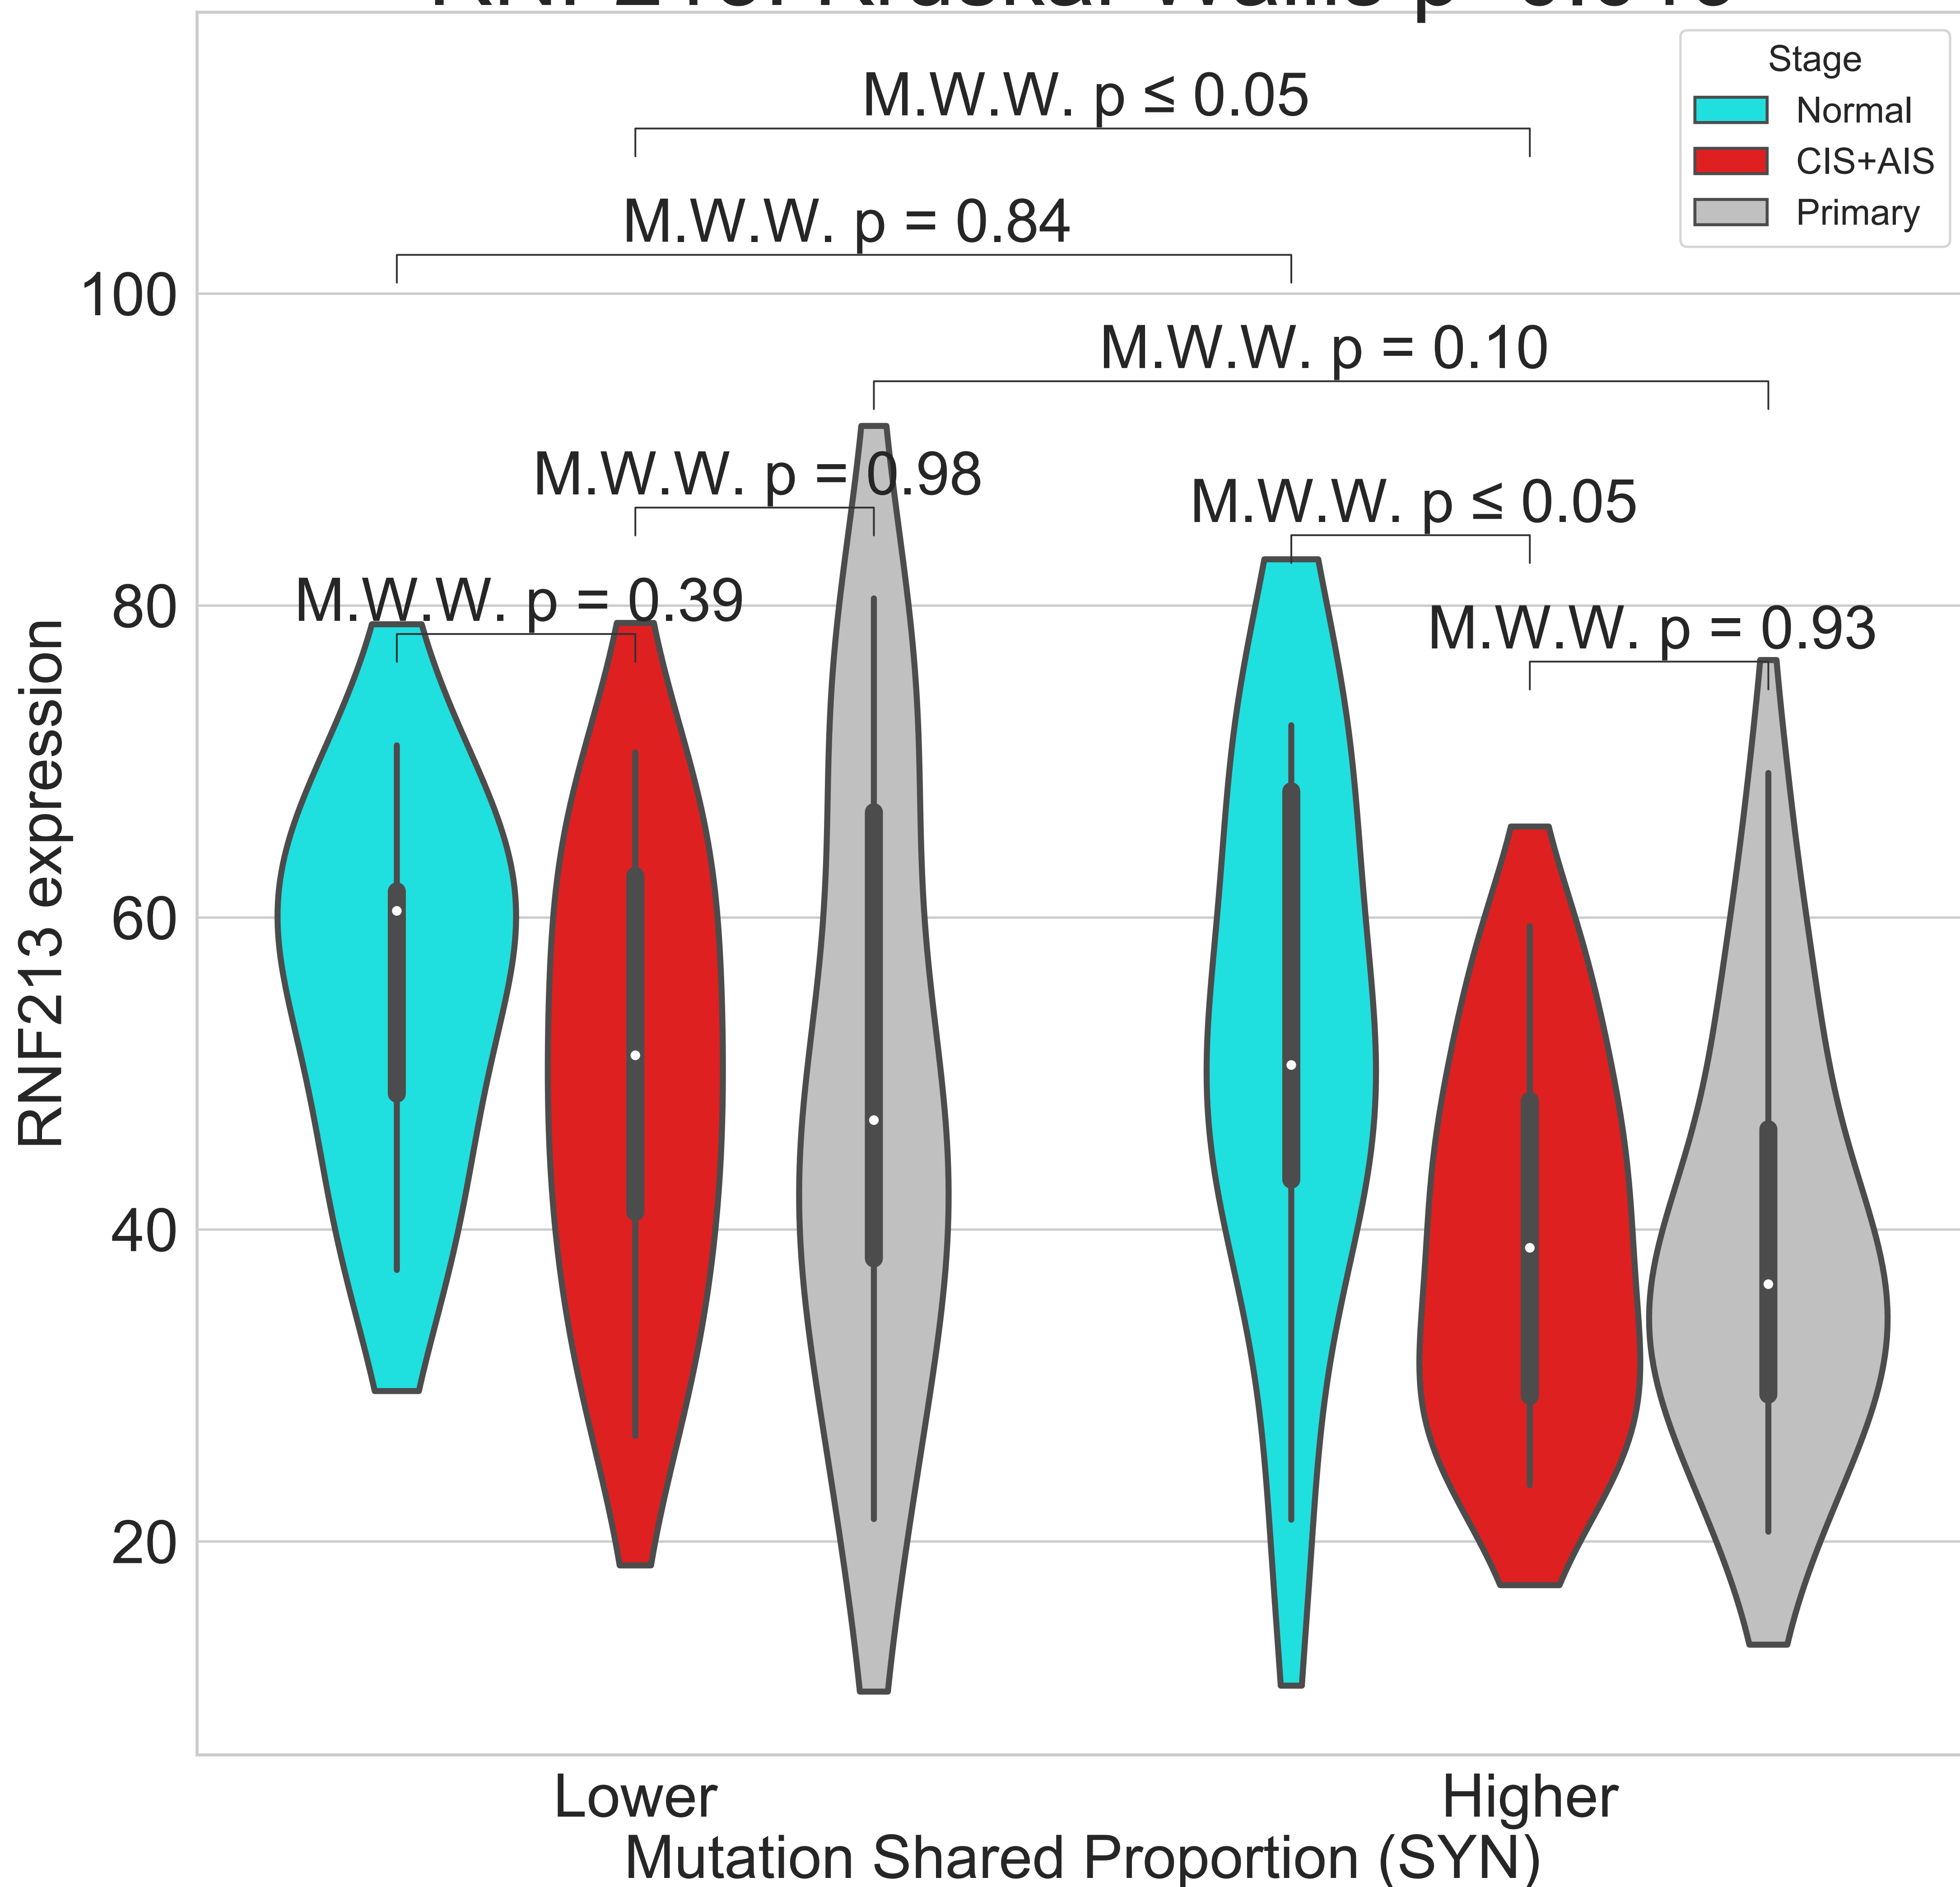 Stage
Normal
CIS+AIS
Primary
M.W.W. p ≤ 0.05
M.W.W. p = 0.84
M.W.W. p = 0.10
M.W.W. p = 0.98
M.W.W. p ≤ 0.05
M.W.W. p = 0.39
M.W.W. p = 0.93
100
80
60
40
20
RNF213 expression
Lower
Higher
Mutation Shared Proportion (SYN)